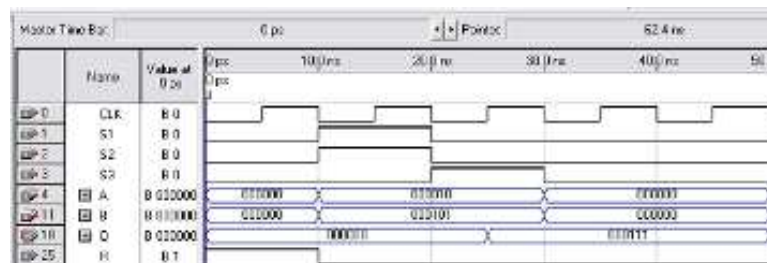 Master Time Bar: 0 ps Pointer: 62.4 ns
Name Value at 0 ps
0 ps 10.0 ns 20.0 ns 30.0 ns 40.0 ns 50
0 ps
0 CLK B 0
1 S1 B 0
2 S2 B 0
3 S3 B 0
4 A B 000000 000000 000010 000000
11 B B 000000 000000 000101 000000
18 B 000000 000000 000111
25 R B 1